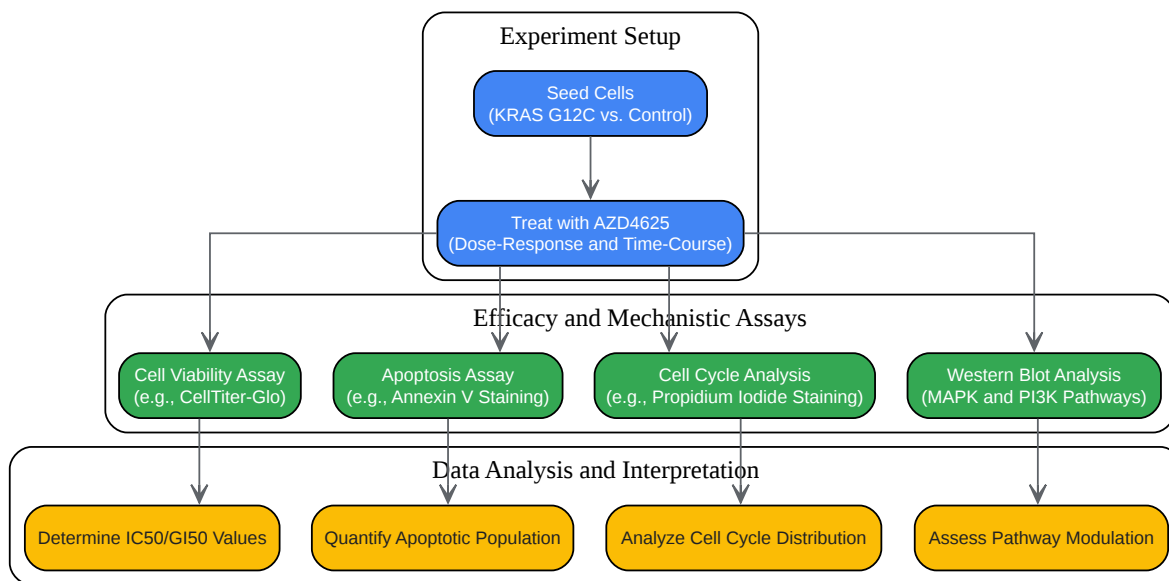 Experiment Setup
Seed Cells
(KRAS G12C vs. Control)
Treat with AZD4625
(Dose-Response and Time-Course)
Efficacy and Mechanistic Assays
Cell Viability Assay
(e.g., CellTiter-Glo)
Apoptosis Assay
(e.g., Annexin V Staining)
Cell Cycle Analysis
(e.g., Propidium Iodide Staining)
Western Blot Analysis
(MAPK and PI3K Pathways)
Data Analysis and Interpretation
Determine IC50/GI50 Values
Quantify Apoptotic Population
Analyze Cell Cycle Distribution
Assess Pathway Modulation